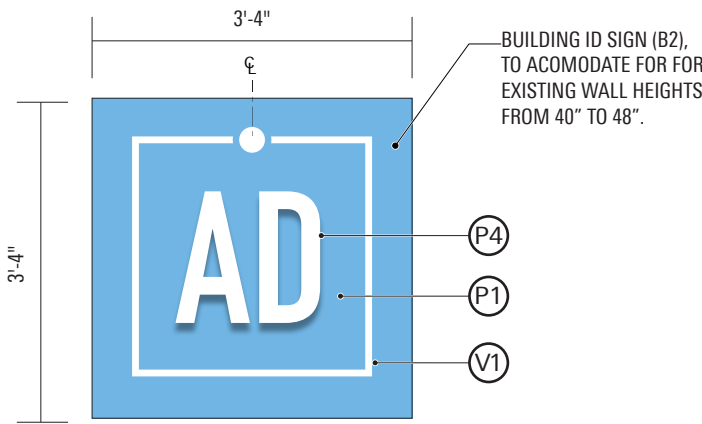 3'-4"
℄
BUILDING ID SIGN (B2),
TO ACOMODATE FOR FOR
EXISTING WALL HEIGHTS
FROM 40” TO 48”.
3'-4"
AD
P4
P1
V1